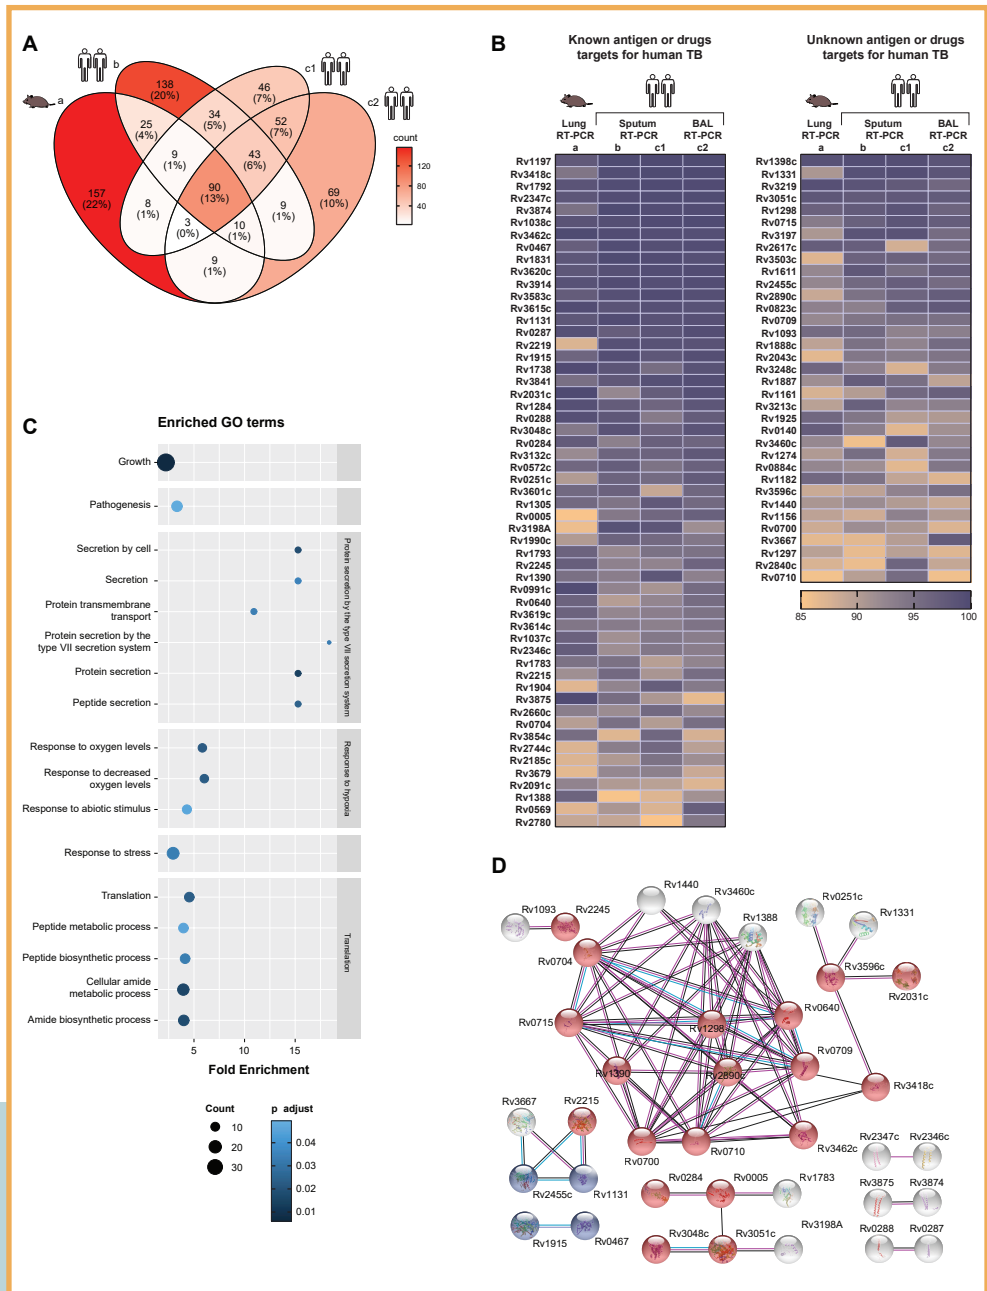 A
b
c1
a
c2
138
(20%)
46
(7%)
25
(4%)
34
(5%)
52
(7%)
9
(1%)
43
(6%)
157
(22%)
8
(1%)
90
(13%)
9
(1%)
69
(10%)
3
(0%)
10
(1%)
9
(1%)
count
120
80
40
B
Known antigen or drugs
targets for human TB
Lung
RT-PCR
Sputum
RT-PCR
BAL
RT-PCR
a b c1 c2
Rv1197
Rv3418c
Rv1792
Rv2347c
Rv3874
Rv1038c
Rv3462c
Rv0467
Rv1831
Rv3620c
Rv3914
Rv3583c
Rv3615c
Rv1131
Rv0287
Rv2219
Rv1915
Rv1738
Rv3841
Rv2031c
Rv1284
Rv0288
Rv3048c
Rv0284
Rv3132c
Rv0572c
Rv0251c
Rv3601c
Rv1305
Rv0005
Rv3198A
Rv1990c
Rv1793
Rv2245
Rv1390
Rv0991c
Rv0640
Rv3619c
Rv3614c
Rv1037c
Rv2346c
Rv1783
Rv2215
Rv1904
Rv3875
Rv2660c
Rv0704
Rv3854c
Rv2744c
Rv2185c
Rv3679
Rv2091c
Rv1388
Rv0569
Rv2780
Unknown antigen or drugs
targets for human TB
Lung
RT-PCR
Sputum
RT-PCR
BAL
RT-PCR
a b c1 c2
Rv1398c
Rv1331
Rv3219
Rv3051c
Rv1298
Rv0715
Rv3197
Rv2617c
Rv3503c
Rv1611
Rv2455c
Rv2890c
Rv0823c
Rv0709
Rv1093
Rv1888c
Rv2043c
Rv3248c
Rv1887
Rv1161
Rv3213c
Rv1925
Rv0140
Rv3460c
Rv1274
Rv0884c
Rv1182
Rv3596c
Rv1440
Rv1156
Rv0700
Rv3667
Rv1297
Rv2840c
Rv0710
85 90 95 100
C
Enriched GO terms
Growth
Pathogenesis
Secretion by cell
Secretion
Protein transmembrane
transport
Protein secretion by the
type VII secretion system
Protein secretion
Peptide secretion
Protein secretion by the type VII secretion system
Response to oxygen levels
Response to decreased
oxygen levels
Response to abiotic stimulus
Response to hypoxia
Response to stress
Translation
Peptide metabolic process
Peptide biosynthetic process
Cellular amide
metabolic process
Amide biosynthetic process
Translation
5 10 15
Fold Enrichment
Count
10
20
30
p adjust
0.04
0.03
0.02
0.01
D
Rv1440
Rv3460c
Rv0251c
Rv1093
Rv2245
Rv1388
Rv1331
Rv0704
Rv3596c
Rv2031c
Rv0715
Rv1298
Rv0640
Rv0709
Rv1390
Rv2890c
Rv3418c
Rv3667
Rv2215
Rv3462c
Rv0700
Rv0710
Rv2347c
Rv2346c
Rv2455c
Rv1131
Rv0284
Rv0005
Rv1783
Rv3875
Rv3874
Rv1915
Rv0467
Rv3048c
Rv3051c
Rv3198A
Rv0288
Rv0287